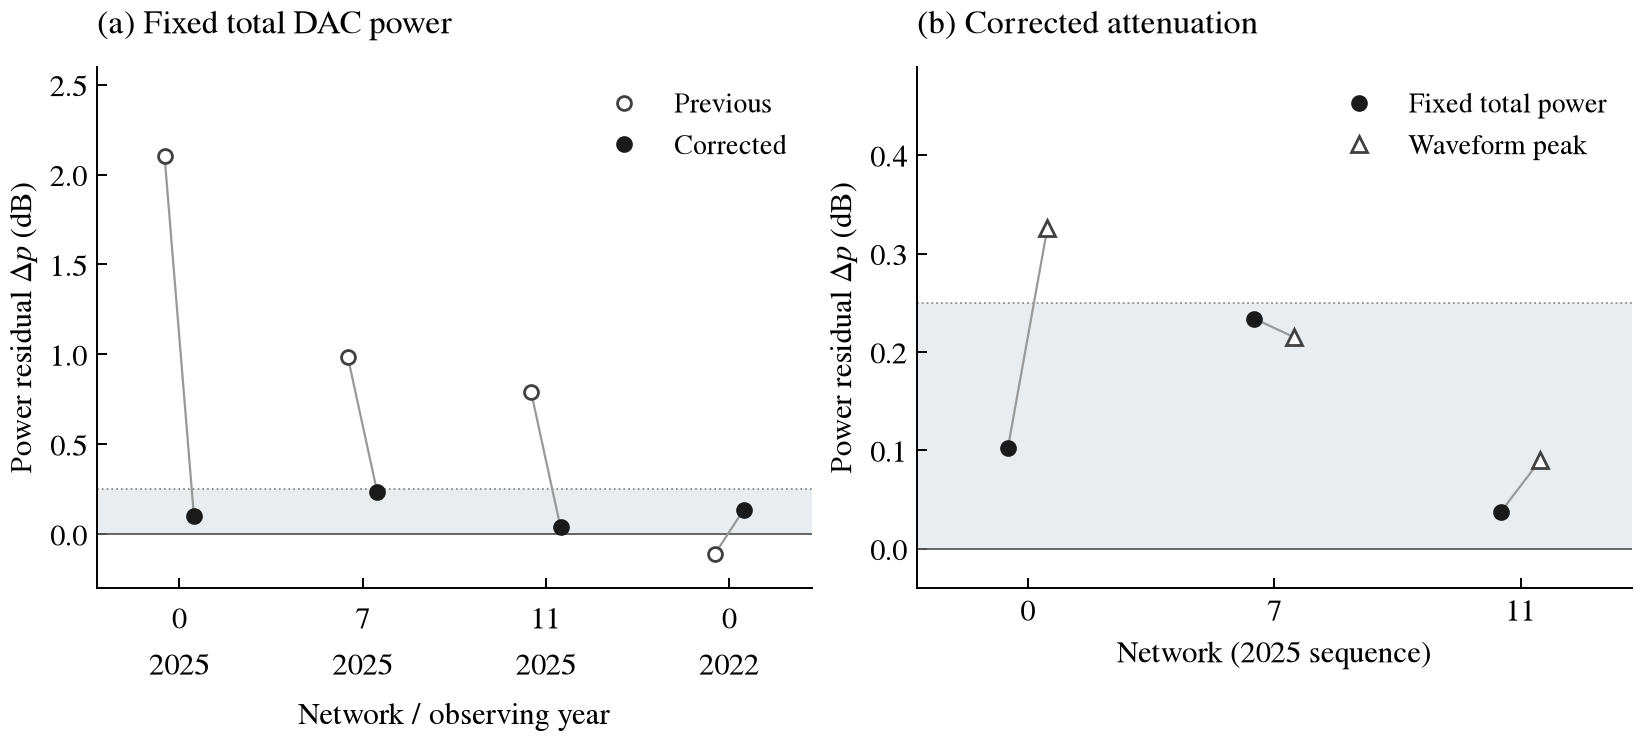 (a) Fixed total DAC power
Power residual Δp (dB)
2.5
2.0
1.5
1.0
0.5
0.0
Previous
Corrected
0 7 11 0
2025 2025 2025 2022
Network / observing year
(b) Corrected attenuation
Power residual Δp (dB)
0.4
0.3
0.2
0.1
0.0
Fixed total power
Waveform peak
0 7 11
Network (2025 sequence)